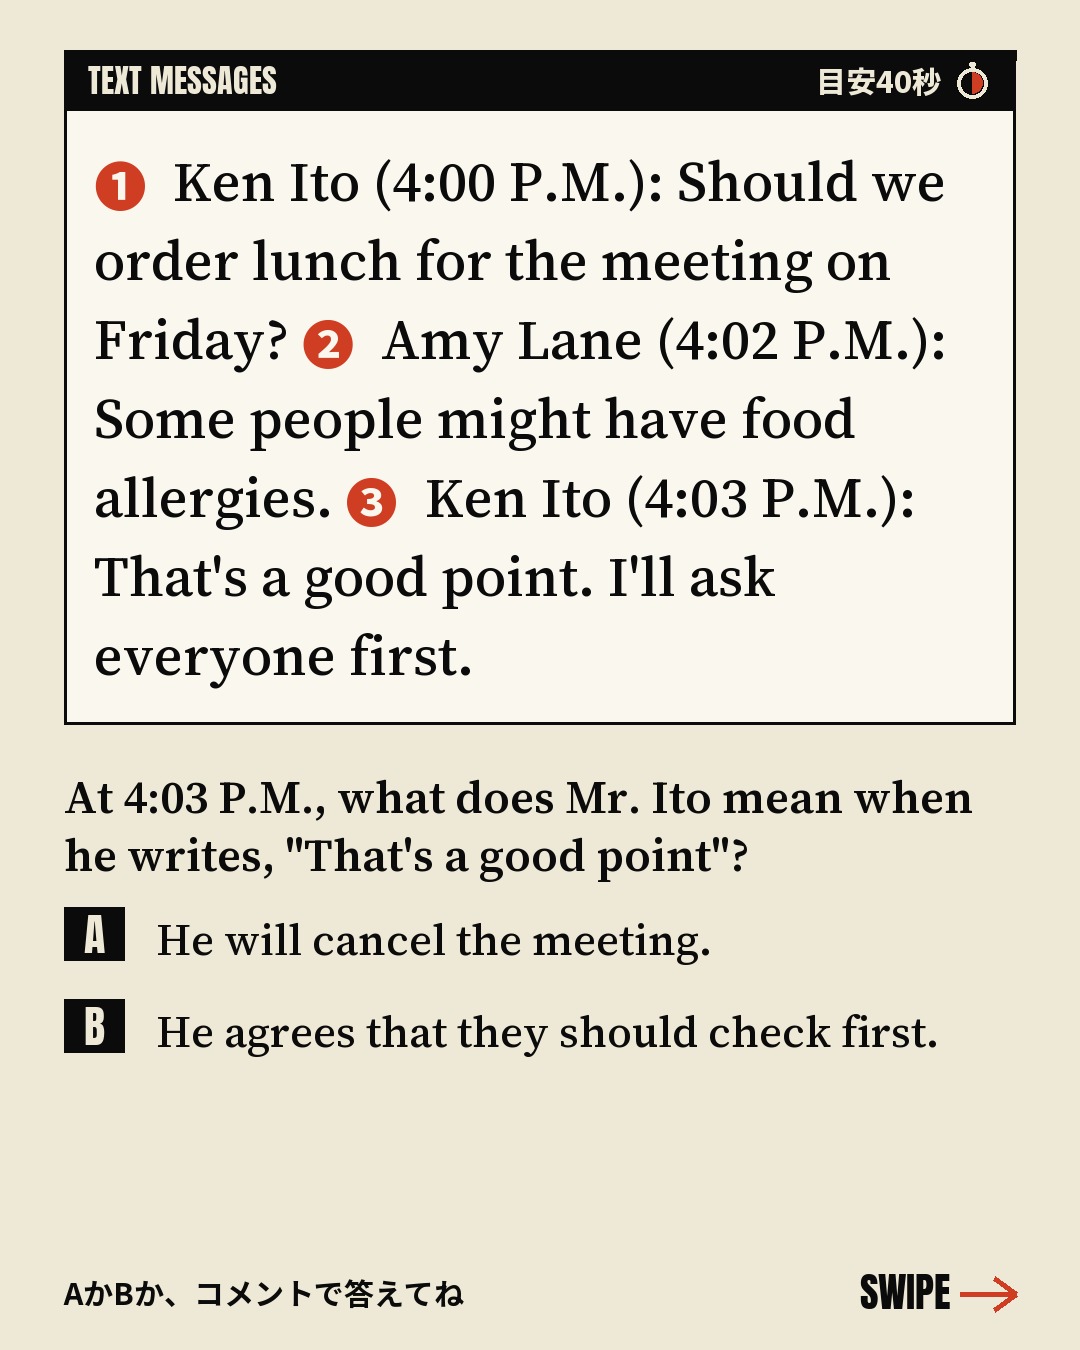 TEXT MESSAGES 目安40秒
1 Ken Ito (4:00 P.M.): Should we
order lunch for the meeting on
Friday? 2 Amy Lane (4:02 P.M.):
Some people might have food
allergies. 3 Ken Ito (4:03 P.M.):
That's a good point. I'll ask
everyone first.
At 4:03 P.M., what does Mr. Ito mean when
he writes, "That's a good point"?
A He will cancel the meeting.
B He agrees that they should check first.
AかBか、コメントで答えてね SWIPE